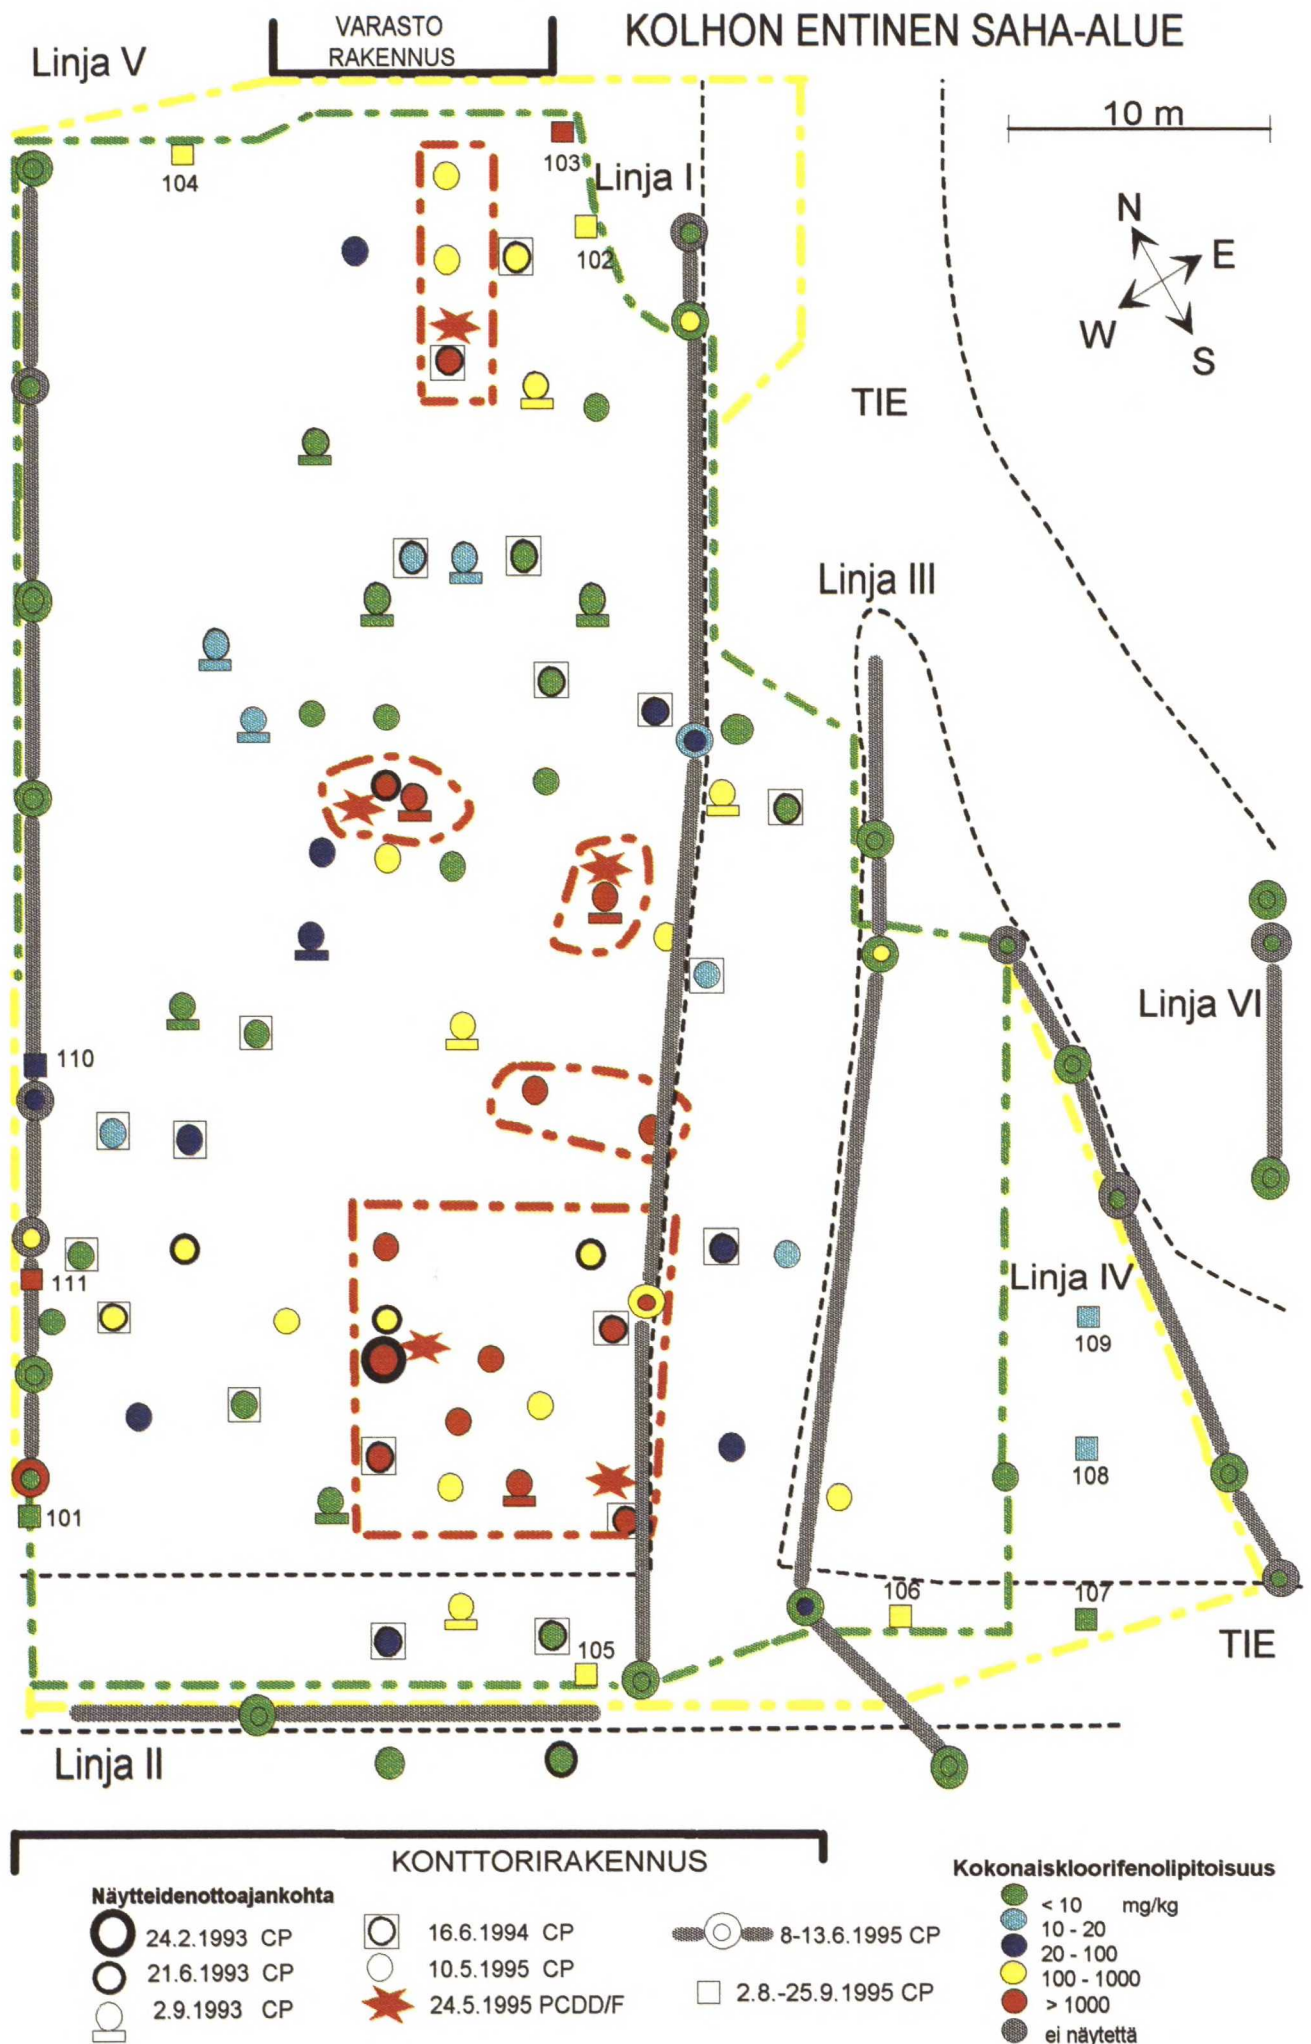 KOLHON ENTINEN SAHA-ALUE
VARASTO
RAKENNUS
Linja V
10 m
103
104
Linja I
102
N
E
W
S
TIE
Linja III
Linja VI
110
111
Linja IV
109
108
101
106
107
105
TIE
Linja II
KONTTORIRAKENNUS
Näytteidenottoajankohta
24.2.1993 CP
21.6.1993 CP
2.9.1993 CP
16.6.1994 CP
10.5.1995 CP
24.5.1995 PCDD/F
8-13.6.1995 CP
2.8.-25.9.1995 CP
Kokonaiskloorifenolipitoisuus
< 10 mg/kg
10 - 20
20 - 100
100 - 1000
> 1000
ei näytettä